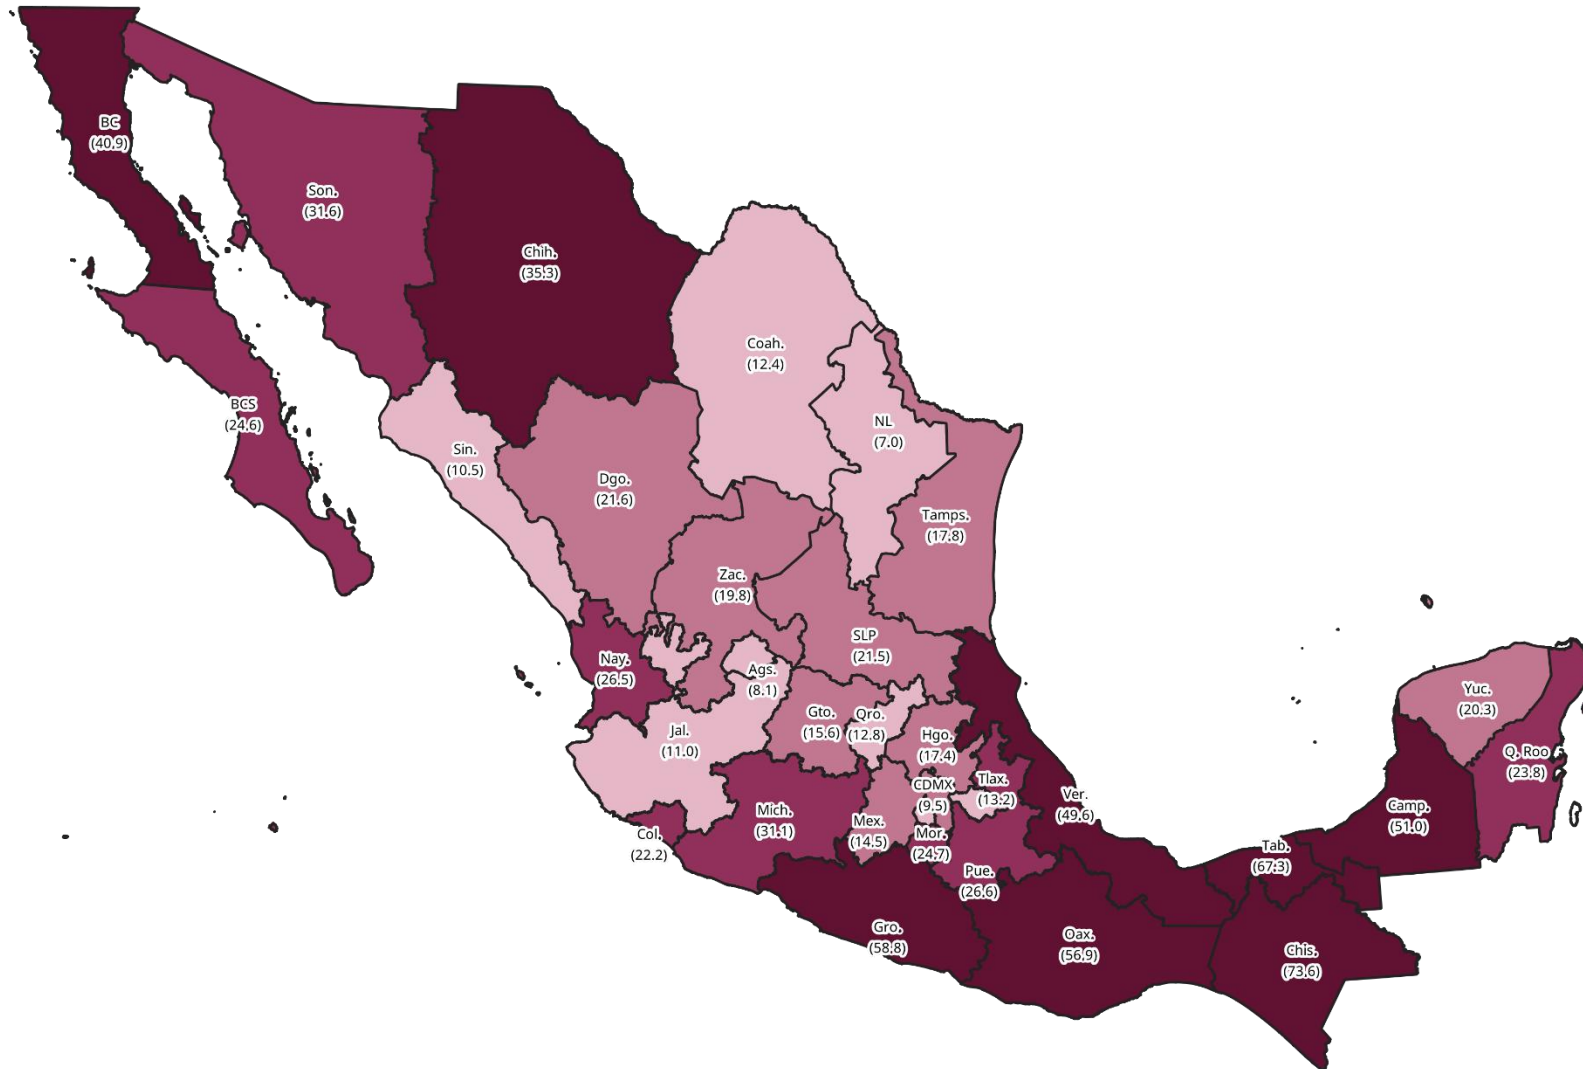 BC
(40.9)
Son.
(31.6)
Chih.
(35.3)
Coah.
(12.4)
BCS
(24.6)
NL
(7.0)
Sin.
(10.5)
Dgo.
(21.6)
Tamps.
(17.8)
Zac.
(19.8)
SLP
(21.5)
Nay.
(26.5)
Ags.
(8.1)
Yuc.
(20.3)
Jal.
(11.0)
Gto.
(15.6)
Qro.
(12.8)
Hgo.
(17.4)
Q. Roo
(23.8)
CDMX
(9.5)
Tlax.
(13.2)
Ver.
(49.6)
Camp.
(51.0)
Mich.
(31.1)
Mex.
(14.5)
Col.
(22.2)
Mor.
(24.7)
Tab.
(67.3)
Pue.
(26.6)
Gro.
(58.8)
Oax.
(56.9)
Chis.
(73.6)